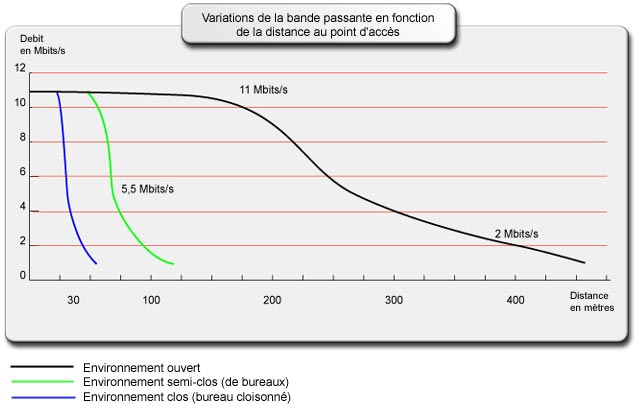 Variations de la bande passante en fonction
de la distance au point d'accès
Debit
en Mbits/s
12
11 Mbits/s
10
8
6
5,5 Mbits/s
4
2 Mbits/s
2
0
30 100 200 300 400 Distance
en mètres
Environnement ouvert
Environnement semi-clos (de bureaux)
Environnement clos (bureau cloisonné)